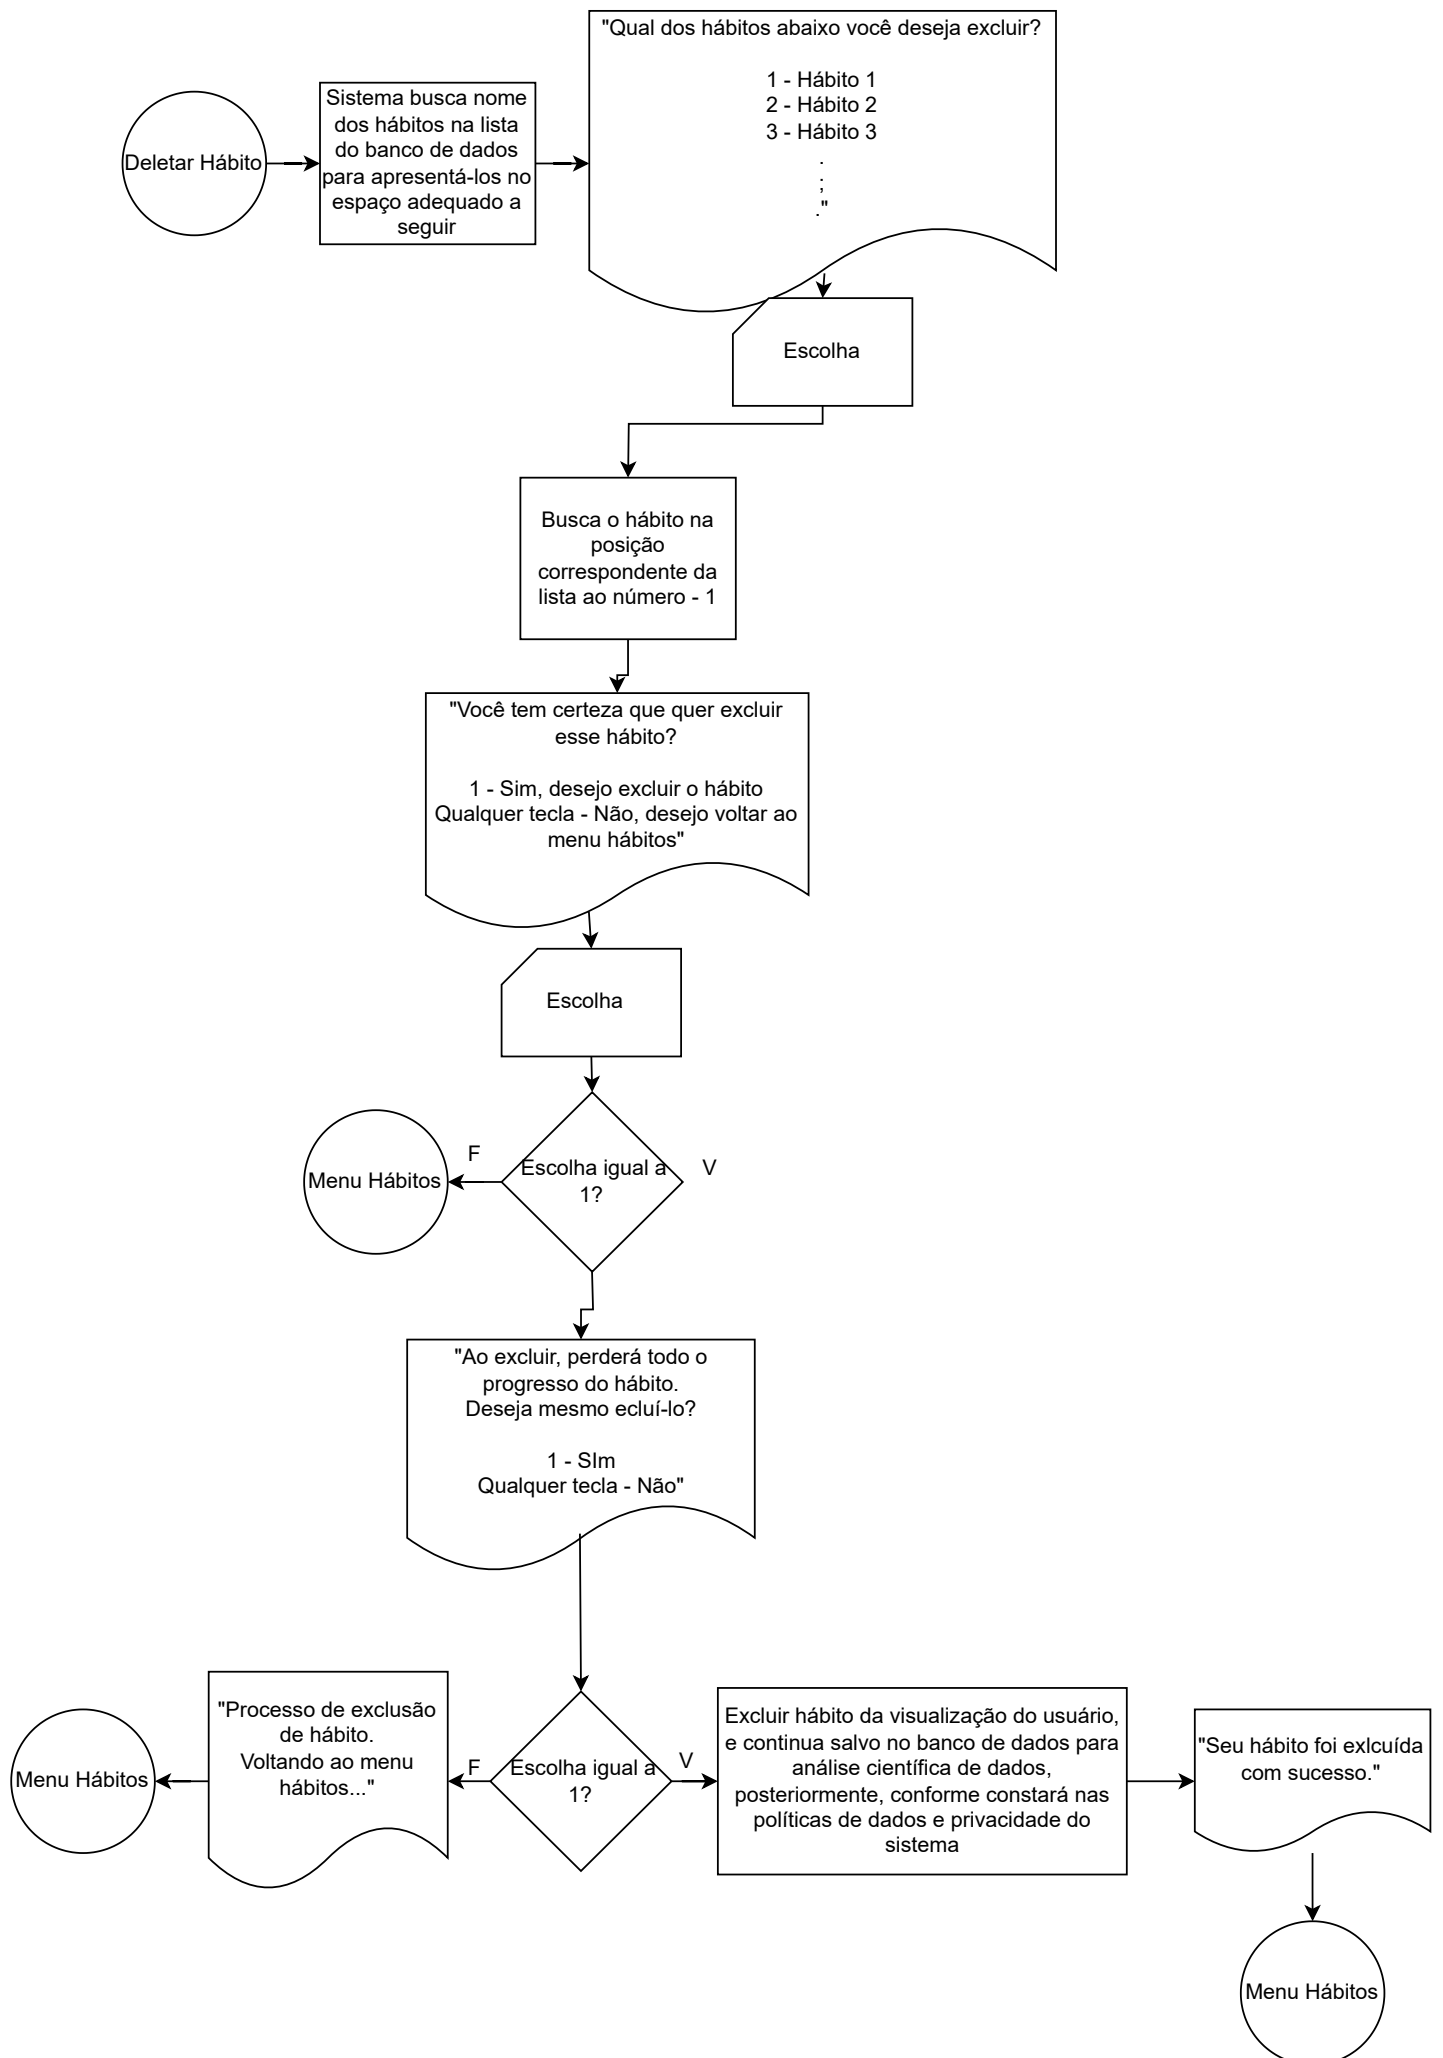 Deletar Hábito
Sistema busca nome
dos hábitos na lista
do banco de dados
para apresentá-los no
espaço adequado a
seguir
"Qual dos hábitos abaixo você deseja excluir?
1 - Hábito 1
2 - Hábito 2
3 - Hábito 3
.
;
."
Escolha
Busca o hábito na
posição
correspondente da
lista ao número - 1
"Você tem certeza que quer excluir
esse hábito?
1 - Sim, desejo excluir o hábito
Qualquer tecla - Não, desejo voltar ao
menu hábitos"
Escolha
Menu Hábitos
F
Escolha igual a
1?
V
"Ao excluir, perderá todo o
progresso do hábito.
Deseja mesmo ecluí-lo?
1 - SIm
Qualquer tecla - Não"
Menu Hábitos
"Processo de exclusão
de hábito.
Voltando ao menu
hábitos..."
F
Escolha igual a
1?
V
Excluir hábito da visualização do usuário,
e continua salvo no banco de dados para
análise científica de dados,
posteriormente, conforme constará nas
políticas de dados e privacidade do
sistema
"Seu hábito foi exlcuída
com sucesso."
Menu Hábitos